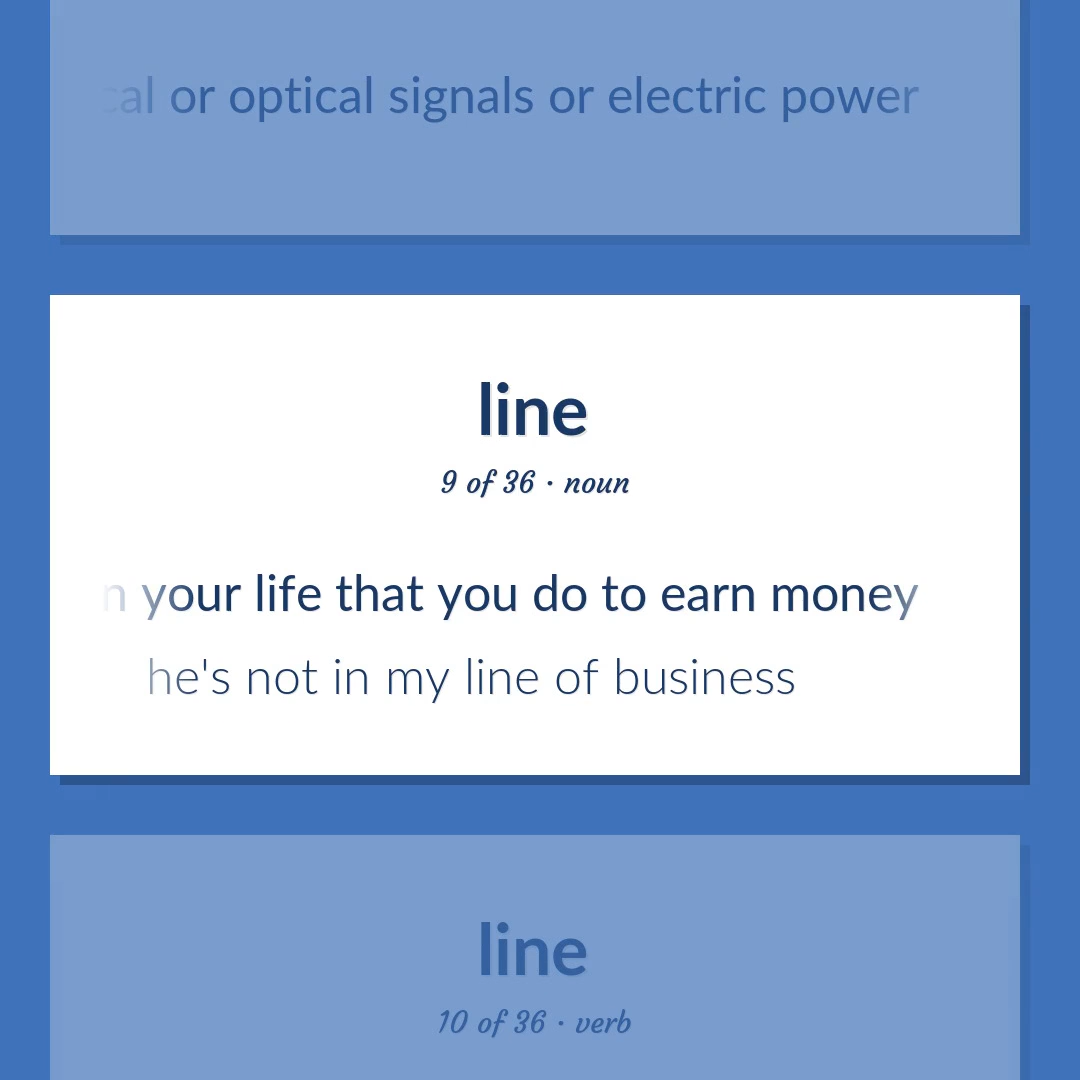 or optical signals or electric power
line
9 of 36 · noun
your life that you do to earn money
he's not in my line of business
line
10 of 36 · verb